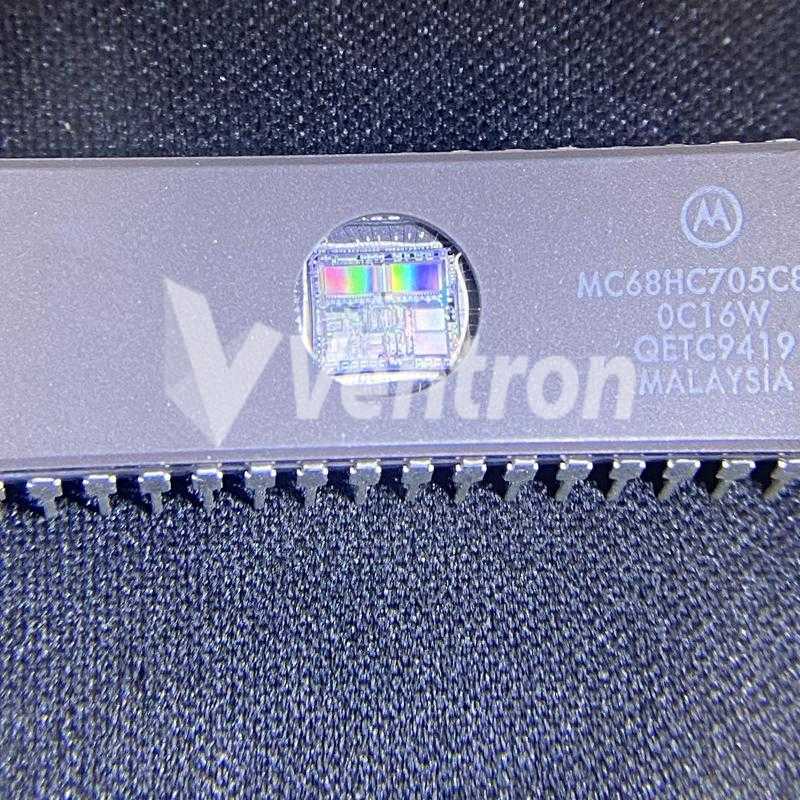 MC68HC705C8
0C16W
QETC9419
MALAYSIA
Ventron